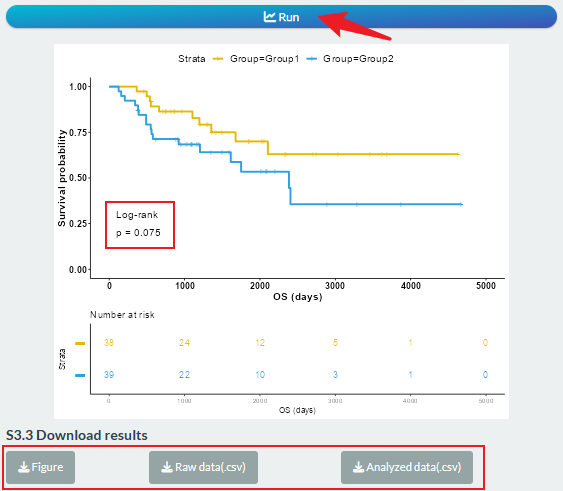 Run
Strata Group=Group1 Group=Group2
Survival probability
1.00
0.75
0.50
0.25
0.00
Log-rank
p = 0.075
0 1000 2000 3000 4000 5000
OS (days)
Number at risk
Strata
38 24 12 5 1 0
39 22 10 3 1 0
0 1000 2000 3000 4000 5000
OS (days)
S3.3 Download results
Figure Raw data(.csv) Analyzed data(.csv)